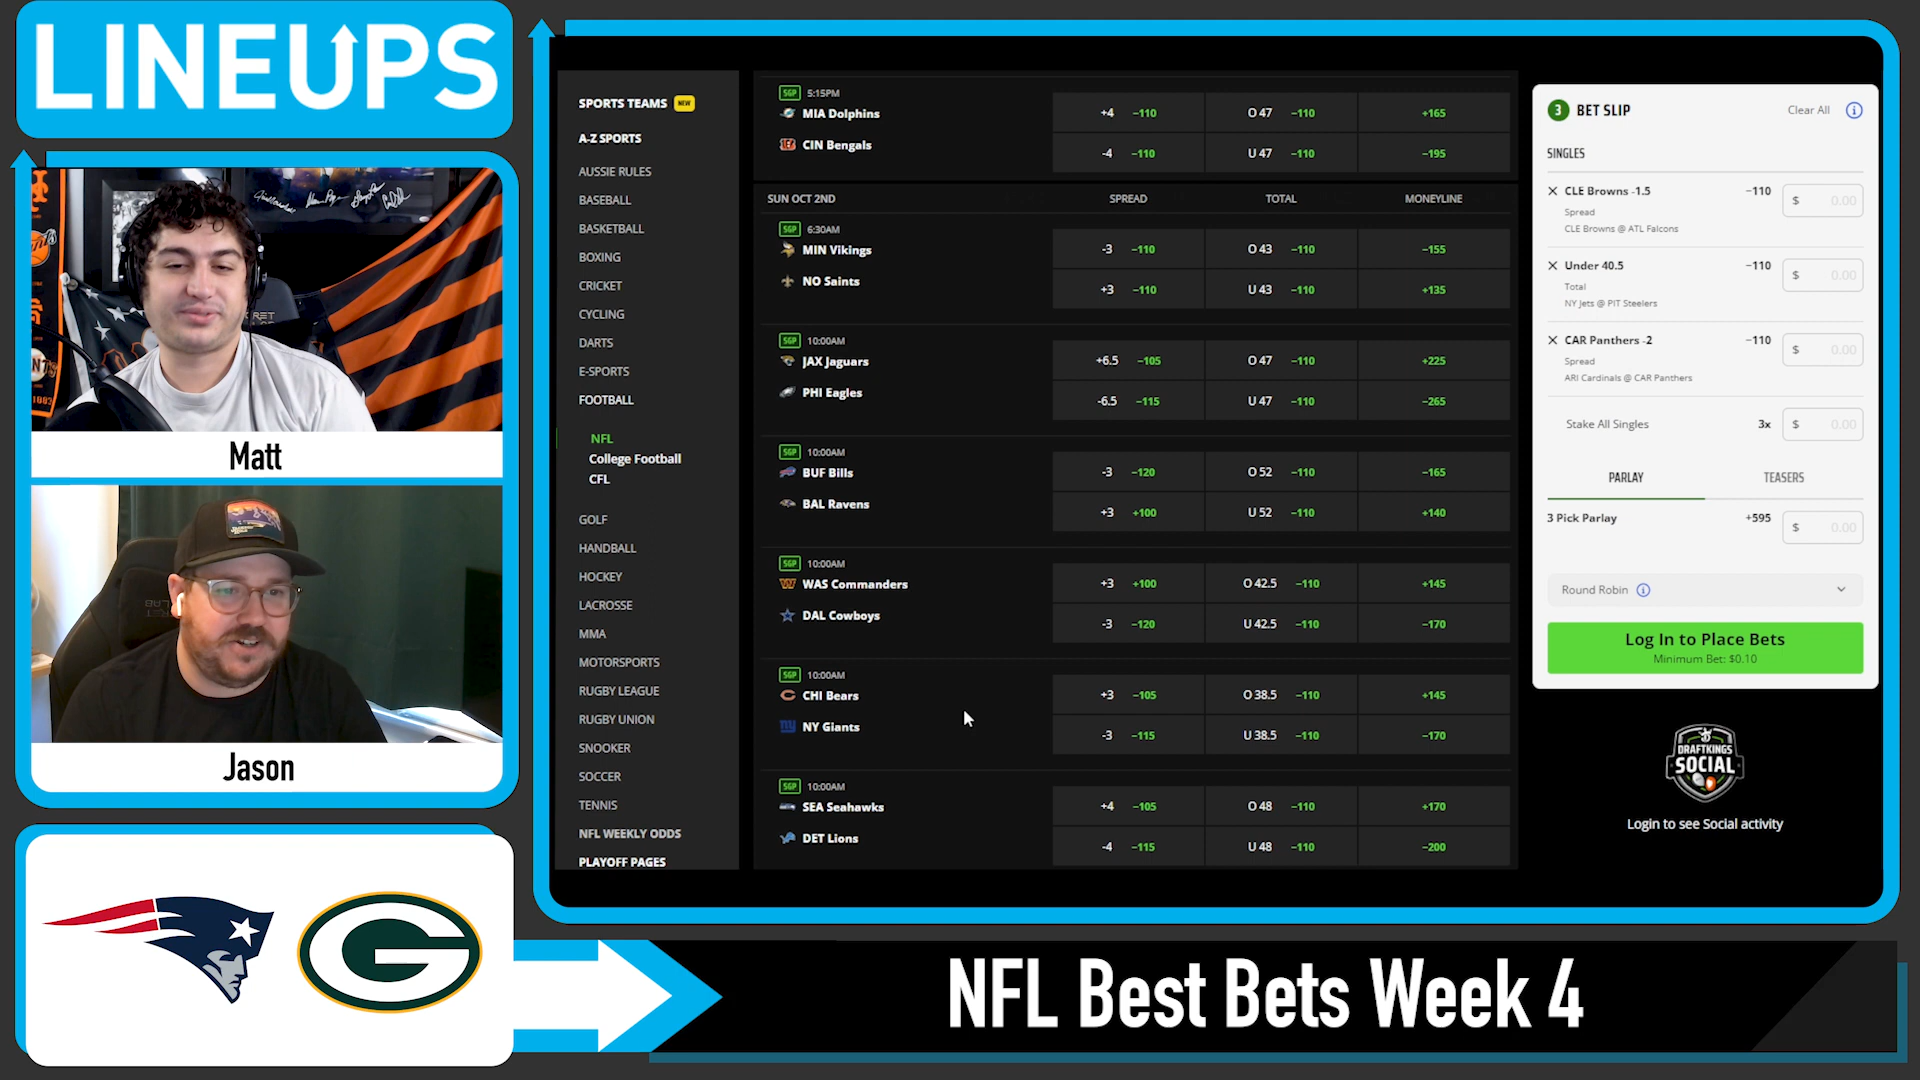 LINEUPS
Matt
Jason
SPORTS TEAMS NEW
A-Z SPORTS
AUSSIE RULES
BASEBALL
BASKETBALL
BOXING
CRICKET
CYCLING
DARTS
E-SPORTS
FOOTBALL
NFL
College Football
CFL
GOLF
HANDBALL
HOCKEY
LACROSSE
MMA
MOTORSPORTS
RUGBY LEAGUE
RUGBY UNION
SNOOKER
SOCCER
TENNIS
NFL WEEKLY ODDS
PLAYOFF PAGES
SGP 5:15PM
MIA Dolphins +4 −110 O 47 −110 +165
CIN Bengals -4 −110 U 47 −110 −195
SUN OCT 2ND SPREAD TOTAL MONEYLINE
SGP 6:30AM
MIN Vikings -3 −110 O 43 −110 −155
NO Saints +3 −110 U 43 −110 +135
SGP 10:00AM
JAX Jaguars +6.5 −105 O 47 −110 +225
PHI Eagles -6.5 −115 U 47 −110 −265
SGP 10:00AM
BUF Bills -3 −120 O 52 −110 −165
BAL Ravens +3 +100 U 52 −110 +140
SGP 10:00AM
WAS Commanders +3 +100 O 42.5 −110 +145
DAL Cowboys -3 −120 U 42.5 −110 −170
SGP 10:00AM
CHI Bears +3 −105 O 38.5 −110 +145
NY Giants -3 −115 U 38.5 −110 −170
SGP 10:00AM
SEA Seahawks +4 −105 O 48 −110 +170
DET Lions -4 −115 U 48 −110 −200
3 BET SLIP Clear All
SINGLES
CLE Browns -1.5 −110 $ 0.00
Spread
CLE Browns @ ATL Falcons
Under 40.5 −110 $ 0.00
Total
NY Jets @ PIT Steelers
CAR Panthers -2 −110 $ 0.00
Spread
ARI Cardinals @ CAR Panthers
Stake All Singles 3x $ 0.00
PARLAY TEASERS
3 Pick Parlay +595 $ 0.00
Round Robin
Log In to Place Bets
Minimum Bet: $0.10
DRAFTKINGS
SOCIAL
Login to see Social activity
G
NFL Best Bets Week 4